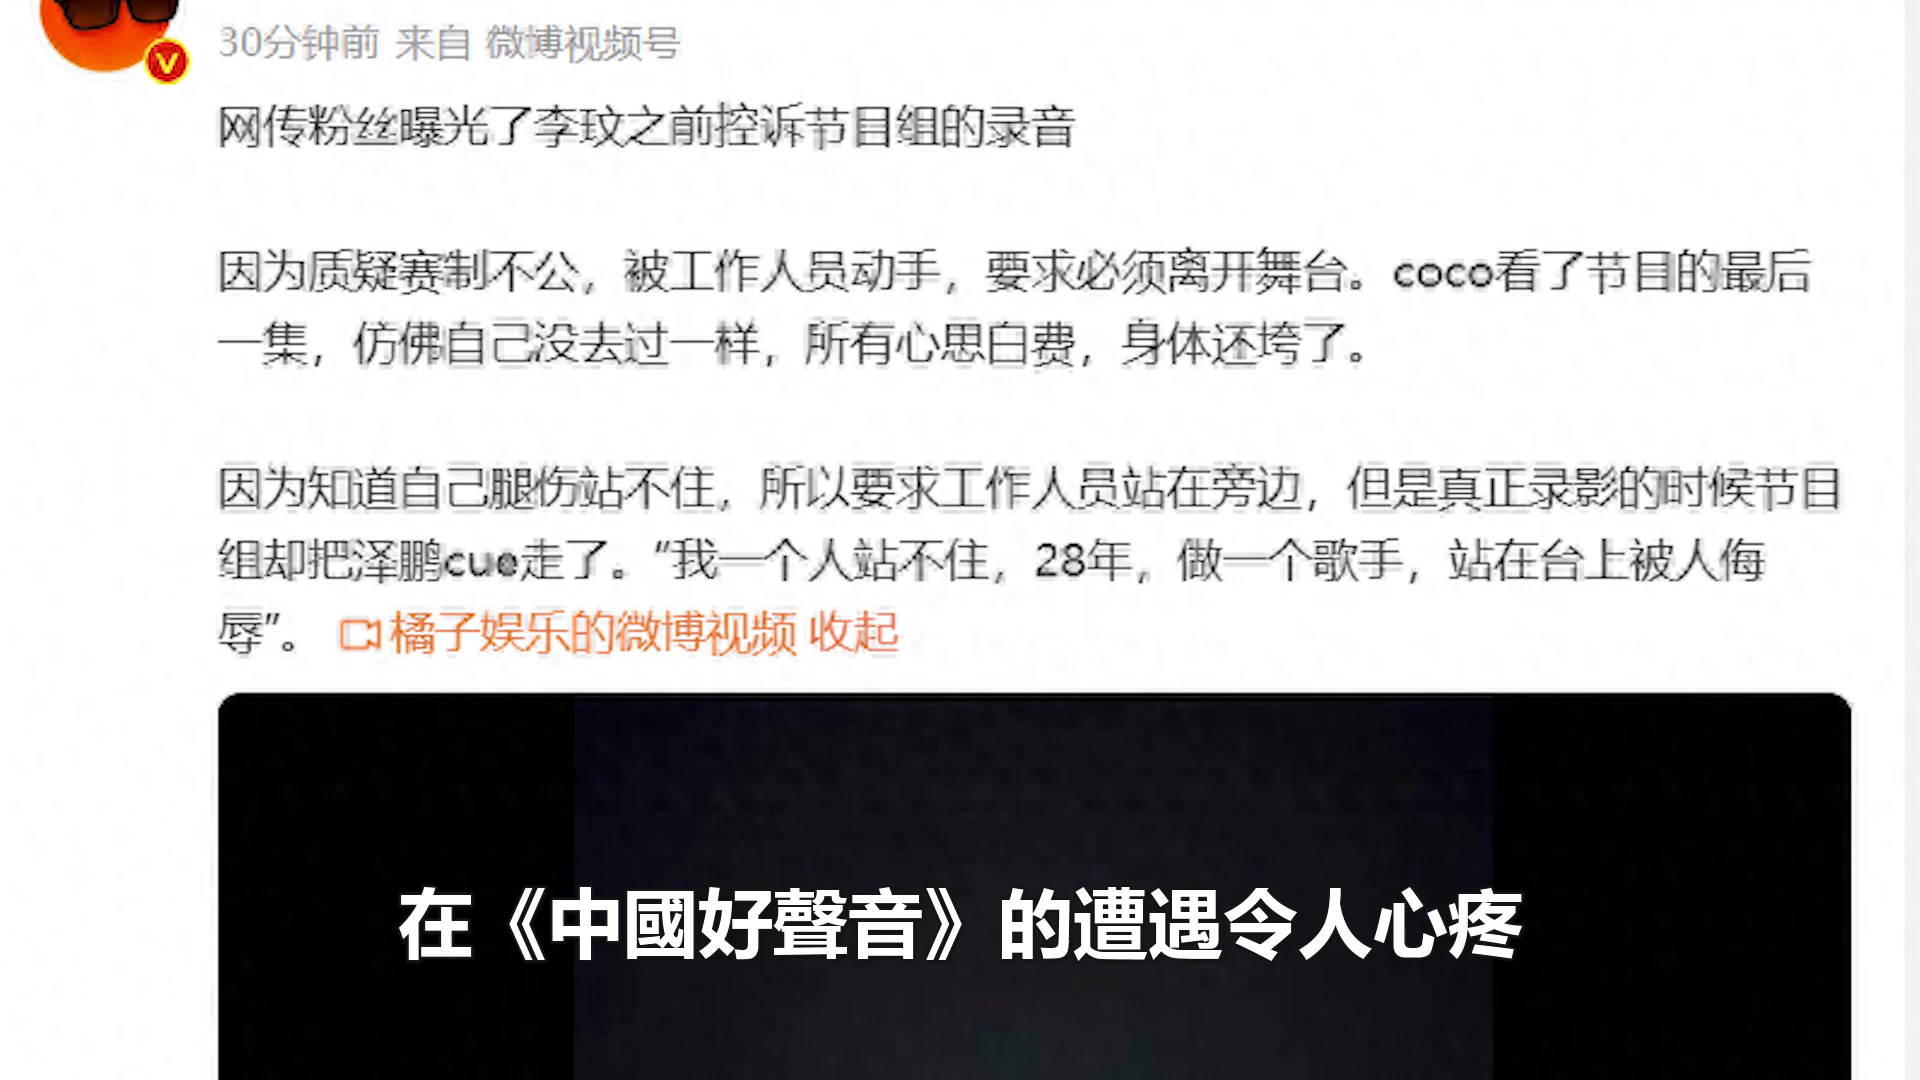 30分钟前 来自 微博视频号
网传粉丝曝光了李玟之前控诉节目组的录音
因为质疑赛制不公，被工作人员动手，要求必须离开舞台。coco看了节目的最后
一集，仿佛自己没去过一样，所有心思白费，身体还垮了。
因为知道自己腿伤站不住，所以要求工作人员站在旁边，但是真正录影的时候节目
组却把泽鹏cue走了。“我一个人站不住，28年，做一个歌手，站在台上被人侮
辱”。 橘子娱乐的微博视频 收起
在《中國好聲音》的遭遇令人心疼